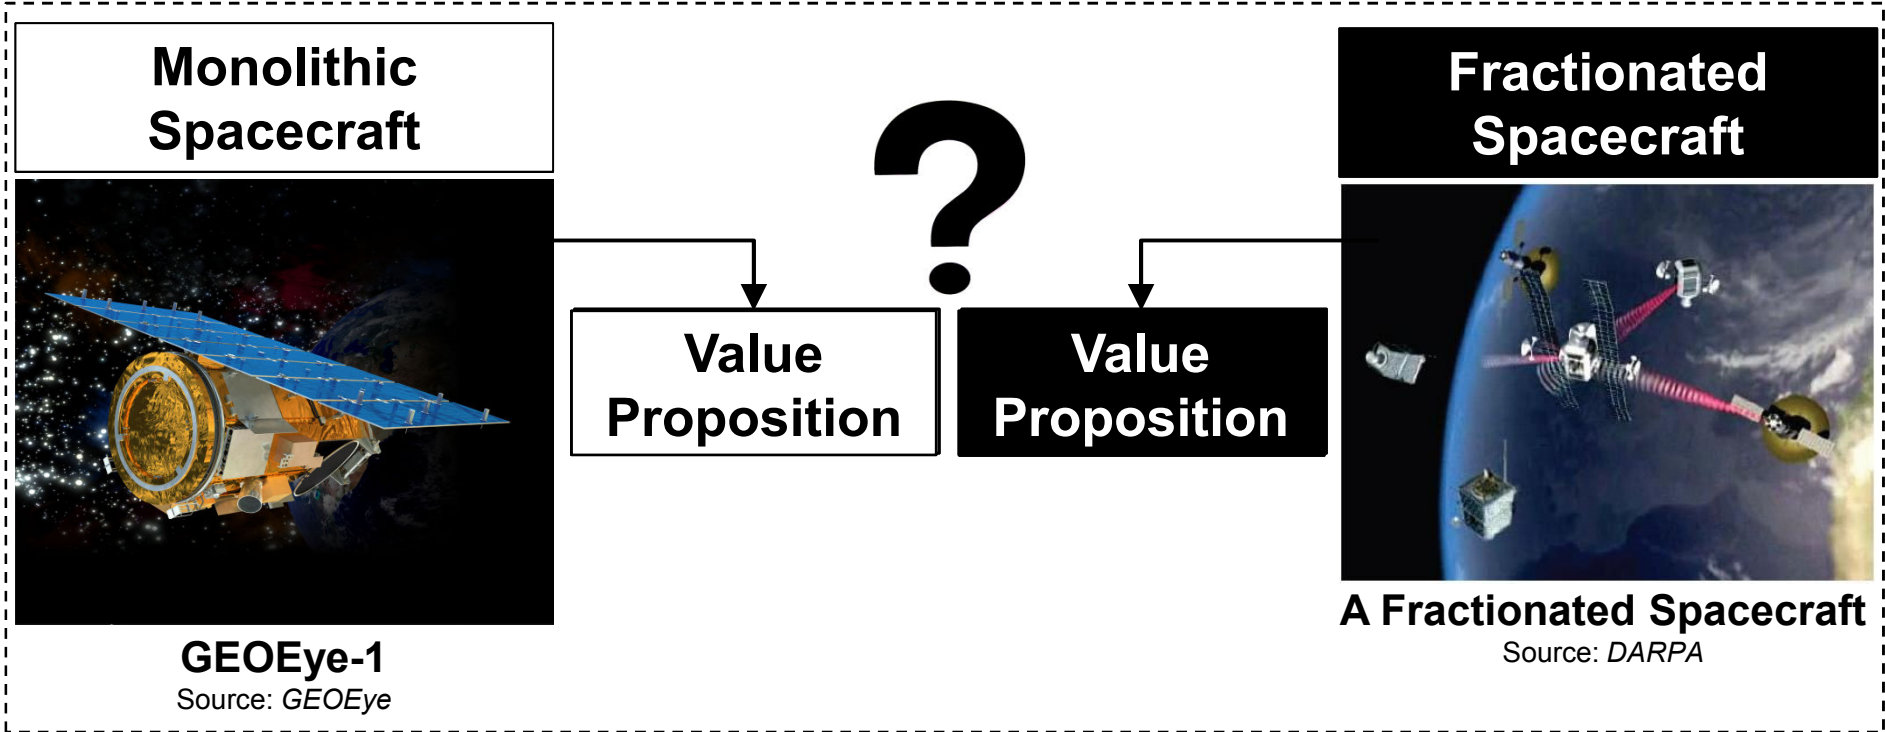 Monolithic
Spacecraft
?
Fractionated
Spacecraft
Value
Proposition
Value
Proposition
GEOEye-1
Source: GEOEye
A Fractionated Spacecraft
Source: DARPA